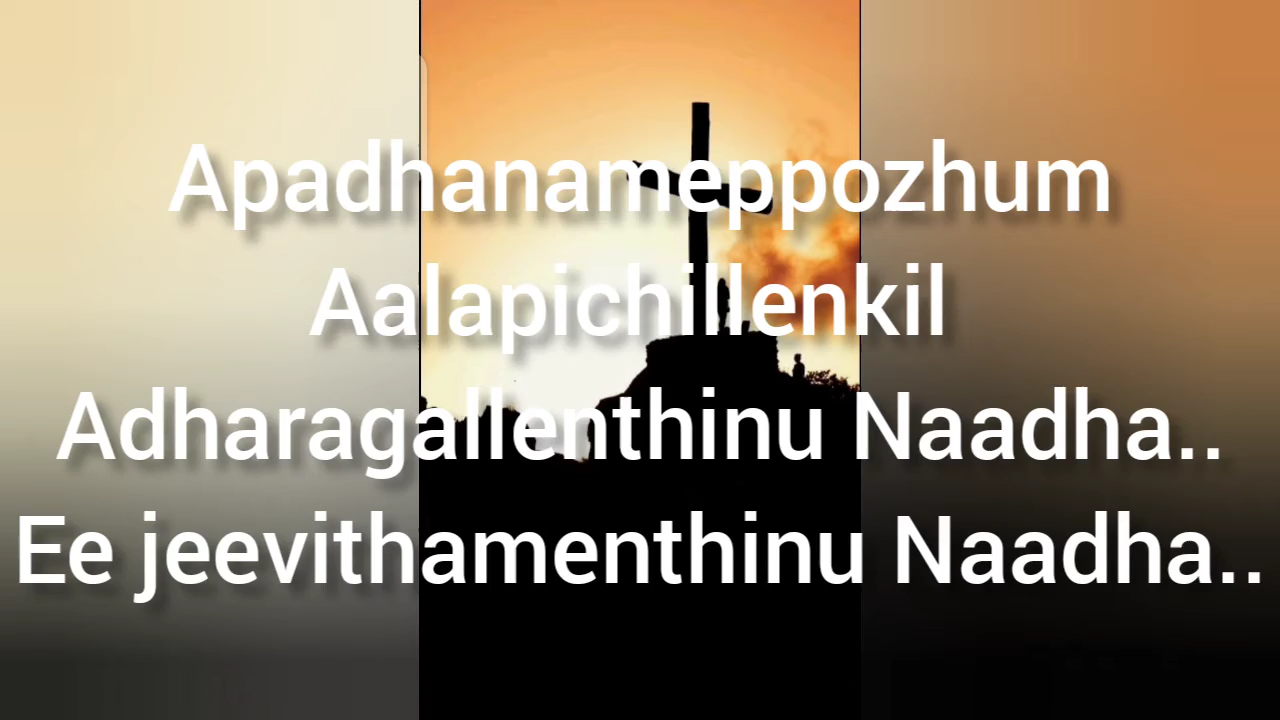 Apadhanameppozhum
Aalapichillenkil
Adharagallenthinu Naadha..
Ee jeevithamenthinu Naadha..